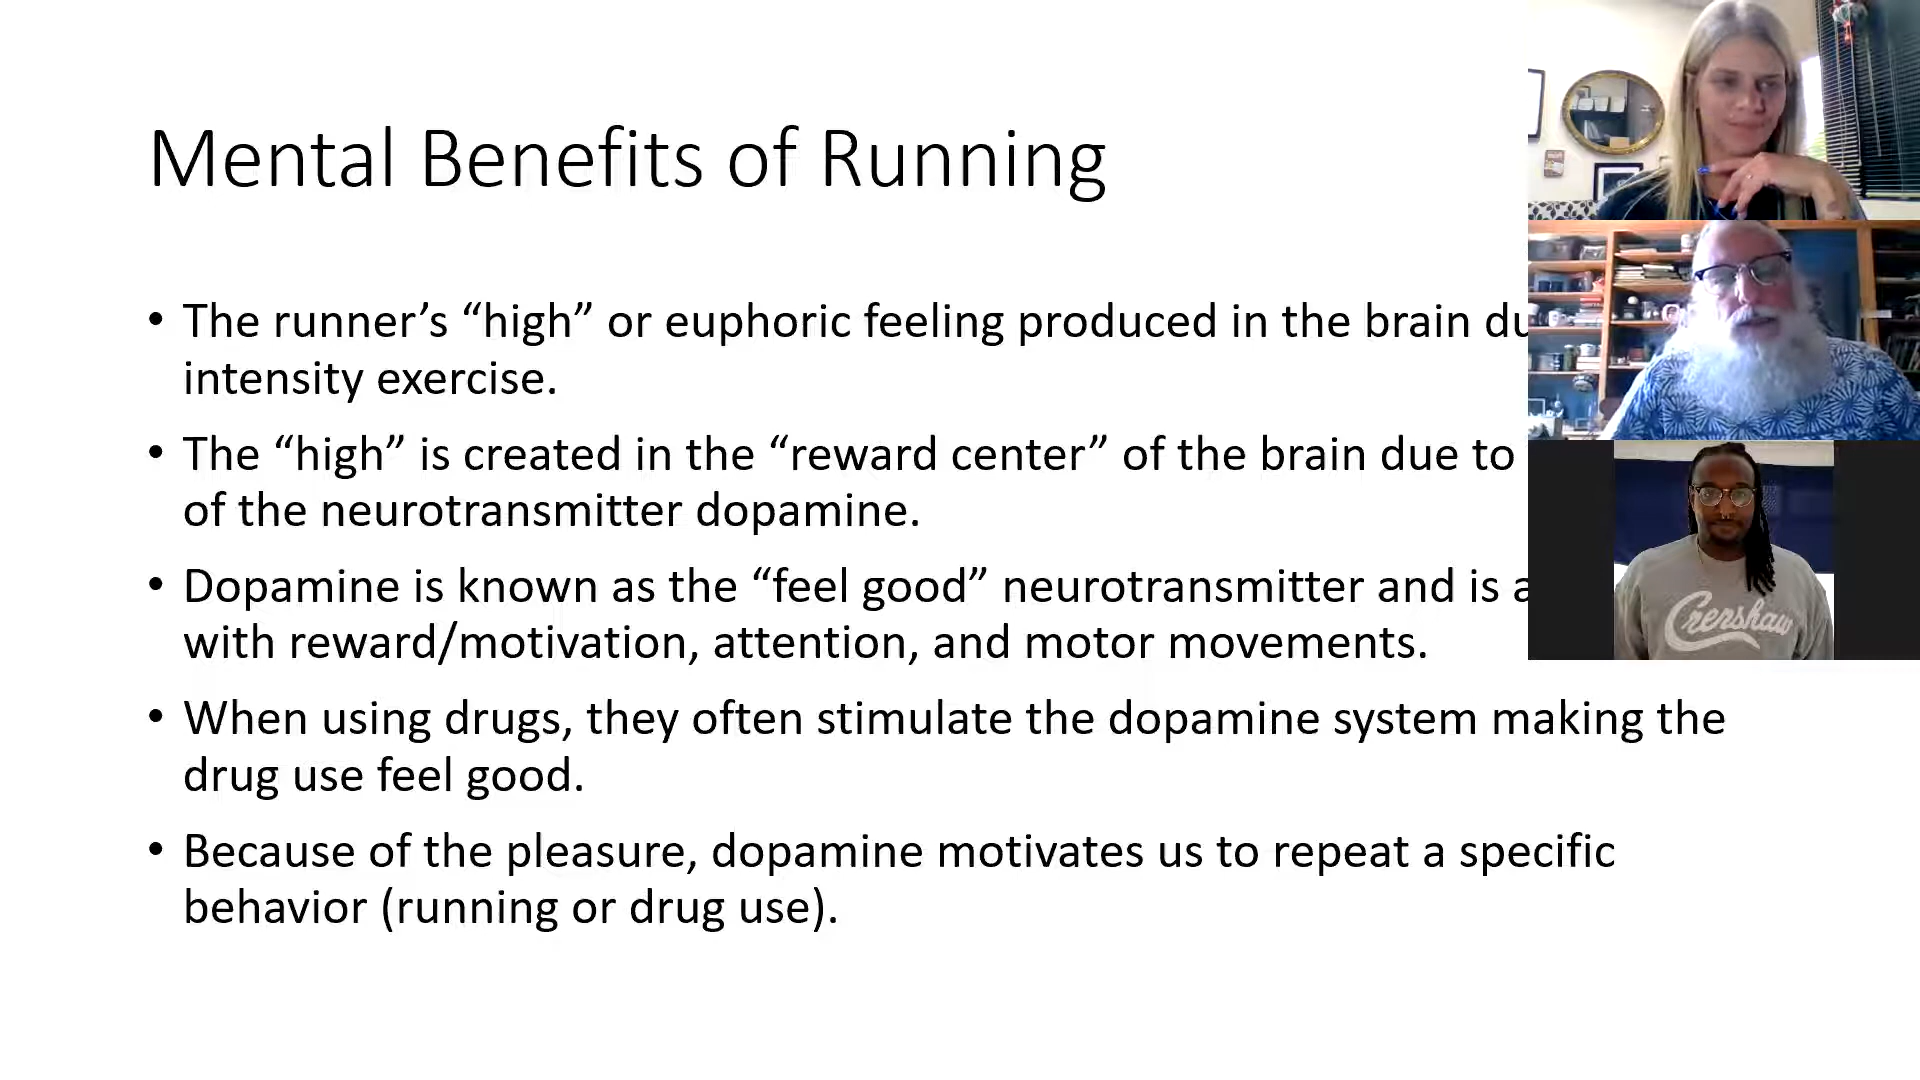 Mental Benefits of Running
• The runner’s “high” or euphoric feeling produced in the brain
intensity exercise.
• The “high” is created in the “reward center” of the brain due to
of the neurotransmitter dopamine.
• Dopamine is known as the “feel good” neurotransmitter and is
with reward/motivation, attention, and motor movements.
• When using drugs, they often stimulate the dopamine system making the
drug use feel good.
• Because of the pleasure, dopamine motivates us to repeat a specific
behavior (running or drug use).
Crenshaw